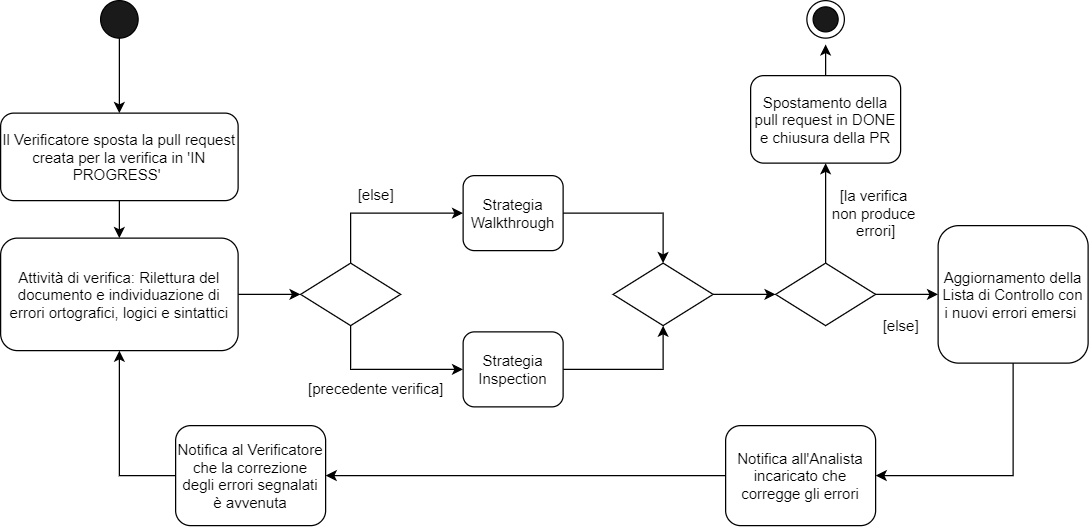 Il Verificatore sposta la pull request
creata per la verifica in 'IN
PROGRESS'
Attività di verifica: Rilettura del
documento e individuazione di
errori ortografici, logici e sintattici
[else]
Strategia
Walkthrough
[precedente verifica]
Strategia
Inspection
Spostamento della
pull request in DONE
e chiusura della PR
[la verifica
non produce
errori]
[else]
Aggiornamento della
Lista di Controllo con
i nuovi errori emersi
Notifica all'Analista
incaricato che
corregge gli errori
Notifica al Verificatore
che la correzione
degli errori segnalati
è avvenuta